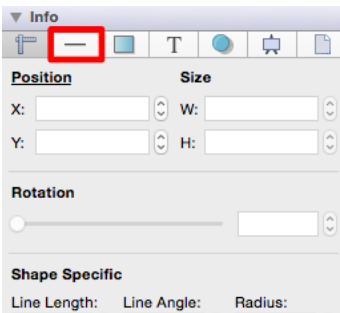 Info
T
Position Size
X: W:
Y: H:
Rotation
Shape Specific
Line Length: Line Angle: Radius: